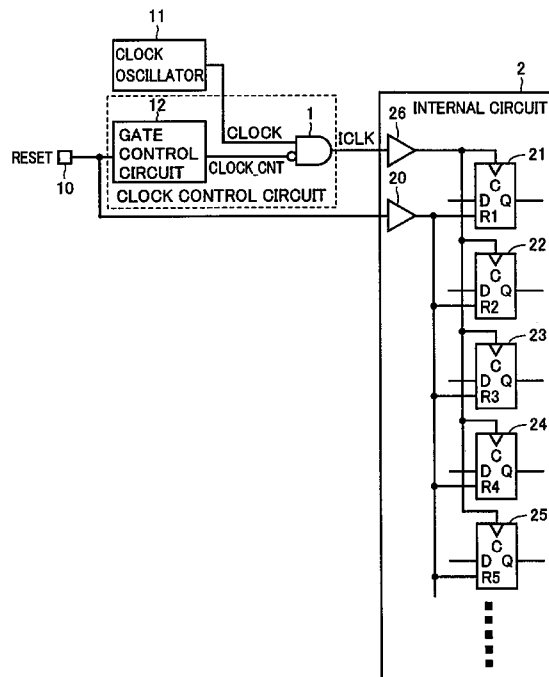 11
CLOCK
OSCILLATOR
12
GATE
CONTROL
CIRCUIT
CLOCK
CLOCK_CNT
1
ICLK
CLOCK CONTROL CIRCUIT
RESET
10
2
INTERNAL CIRCUIT
26
20
21
C
D Q
R1
22
C
D Q
R2
23
C
D Q
R3
24
C
D Q
R4
25
C
D Q
R5